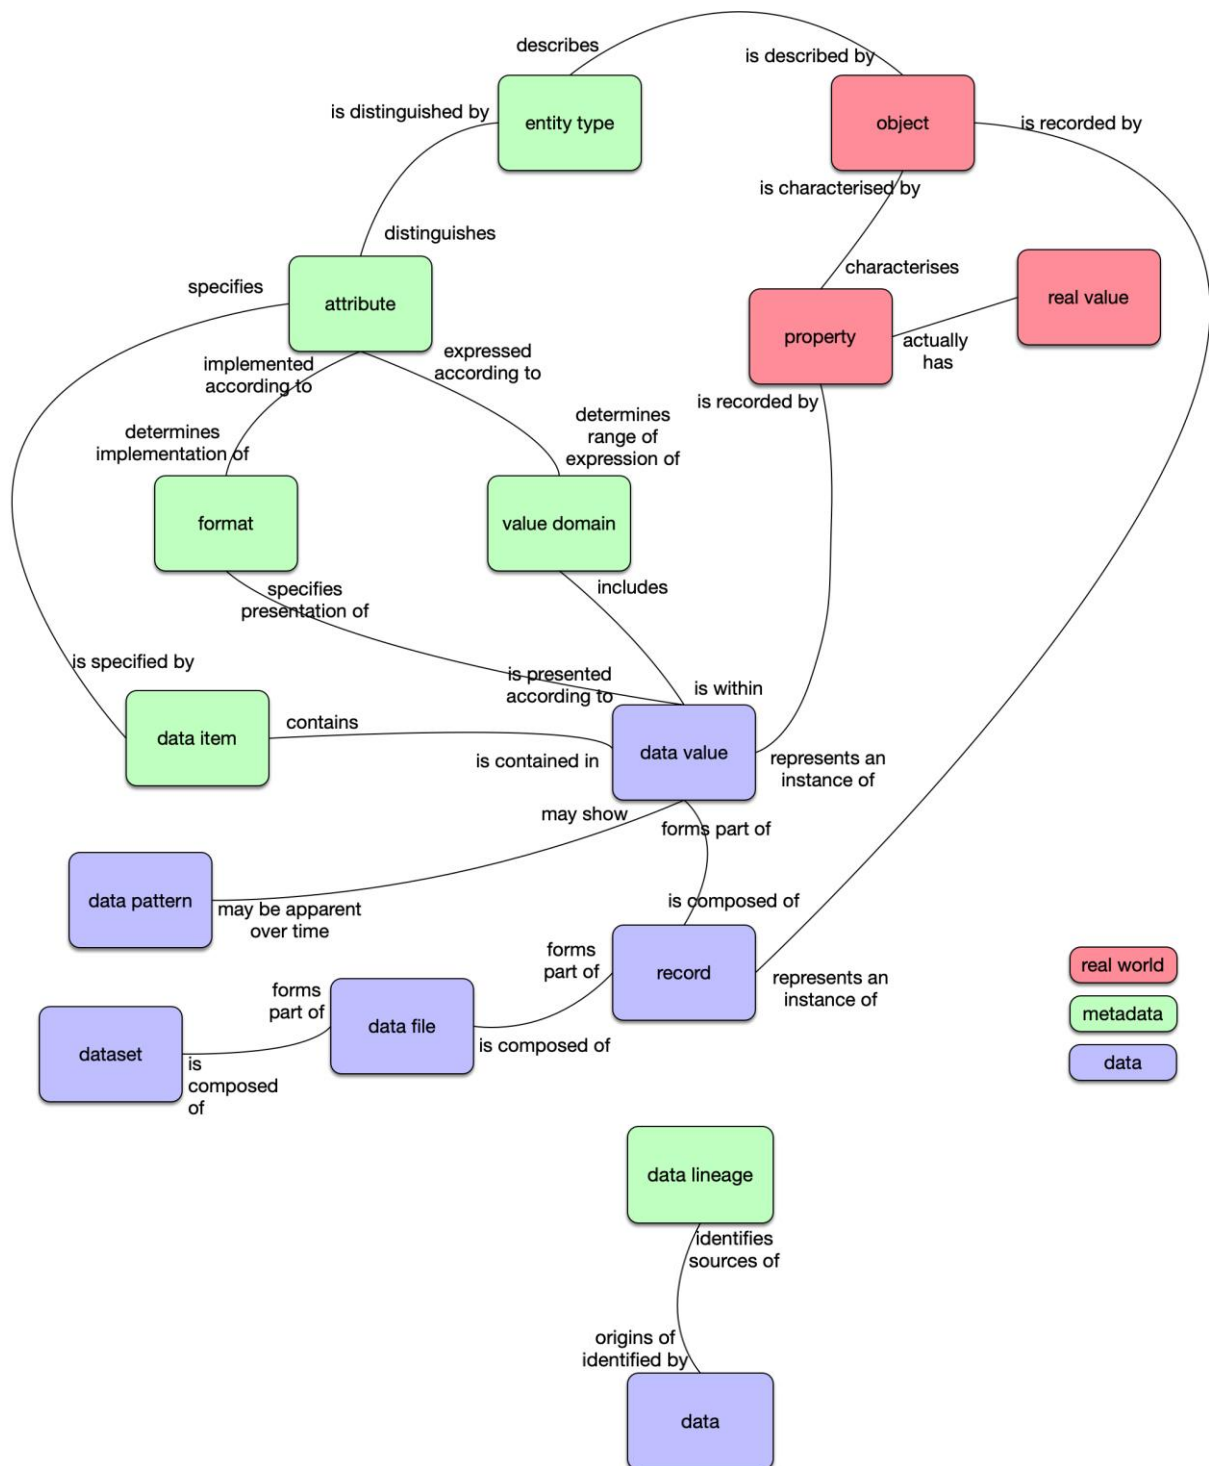 describes
is described by
is distinguished by
entity type
object
is recorded by
is characterised by
distinguishes
specifies
attribute
characterises
real value
property
actually
has
implemented
according to
expressed
according to
is recorded by
determines
implementation of
determines
range of
expression of
format
value domain
specifies
presentation of
includes
is specified by
is presented
according to
is within
data item
contains
is contained in
data value
represents an
instance of
may show
forms part of
data pattern
may be apparent
over time
is composed of
forms
part of
record
represents an
instance of
real world
metadata
data
forms
part of
data file
is composed of
dataset
is
composed
of
data lineage
identifies
sources of
origins of
identified by
data